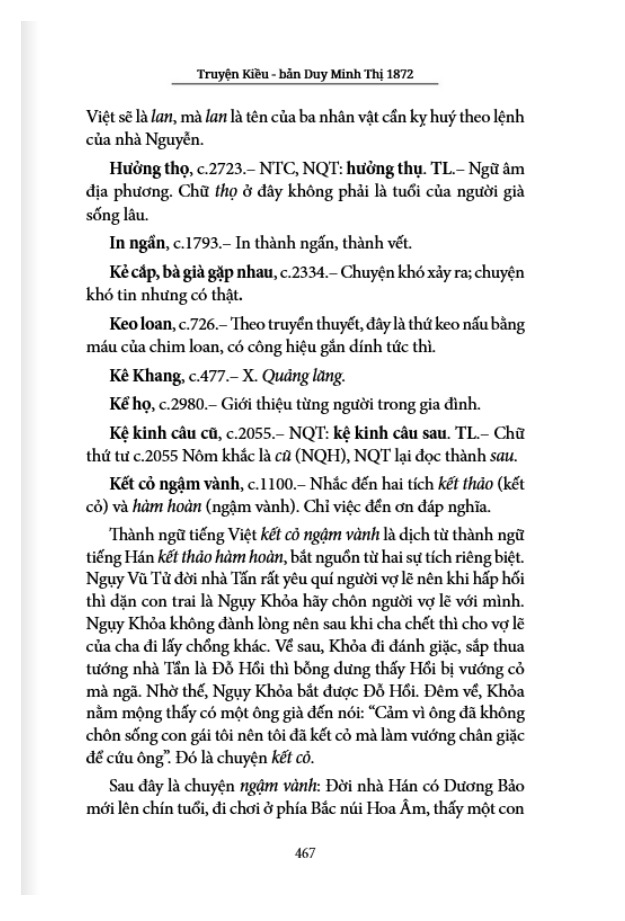 Truyện Kiều - bản Duy Minh Thị 1872
Việt sẽ là lan, mà lan là tên của ba nhân vật cần kỵ huý theo lệnh
của nhà Nguyễn.
Hưởng thọ, c.2723.– NTC, NQT: hưởng thụ. TL.– Ngữ âm
địa phương. Chữ thọ ở đây không phải là tuổi của người già
sống lâu.
In ngần, c.1793.– In thành ngấn, thành vết.
Kẻ cắp, bà già gặp nhau, c.2334.– Chuyện khó xảy ra; chuyện
khó tin nhưng có thật.
Keo loan, c.726.– Theo truyền thuyết, đây là thứ keo nấu bằng
máu của chim loan, có công hiệu gắn dính tức thì.
Kê Khang, c.477.– X. Quảng lăng.
Kể họ, c.2980.– Giới thiệu từng người trong gia đình.
Kệ kinh câu cũ, c.2055.– NQT: kệ kinh câu sau. TL.– Chữ
thứ tư c.2055 Nôm khắc là cũ (NQH), NQT lại đọc thành sau.
Kết cỏ ngậm vành, c.1100.– Nhắc đến hai tích kết thảo (kết
cỏ) và hàm hoàn (ngậm vành). Chỉ việc đền ơn đáp nghĩa.
Thành ngữ tiếng Việt kết cỏ ngậm vành là dịch từ thành ngữ
tiếng Hán kết thảo hàm hoàn, bắt nguồn từ hai sự tích riêng biệt.
Ngụy Vũ Tử đời nhà Tấn rất yêu quí người vợ lẽ nên khi hấp hối
thì dặn con trai là Ngụy Khỏa hãy chôn người vợ lẽ với mình.
Ngụy Khỏa không đành lòng nên sau khi cha chết thì cho vợ lẽ
của cha đi lấy chồng khác. Về sau, Khỏa đi đánh giặc, sắp thua
tướng nhà Tần là Đỗ Hồi thì bỗng dưng thấy Hồi bị vướng cỏ
mà ngã. Nhờ thế, Ngụy Khỏa bắt được Đỗ Hồi. Đêm về, Khỏa
nằm mộng thấy có một ông già đến nói: “Cảm vì ông đã không
chôn sống con gái tôi nên tôi đã kết cỏ mà làm vướng chân giặc
để cứu ông”. Đó là chuyện kết cỏ.
Sau đây là chuyện ngậm vành: Đời nhà Hán có Dương Bảo
mới lên chín tuổi, đi chơi ở phía Bắc núi Hoa Âm, thấy một con
467